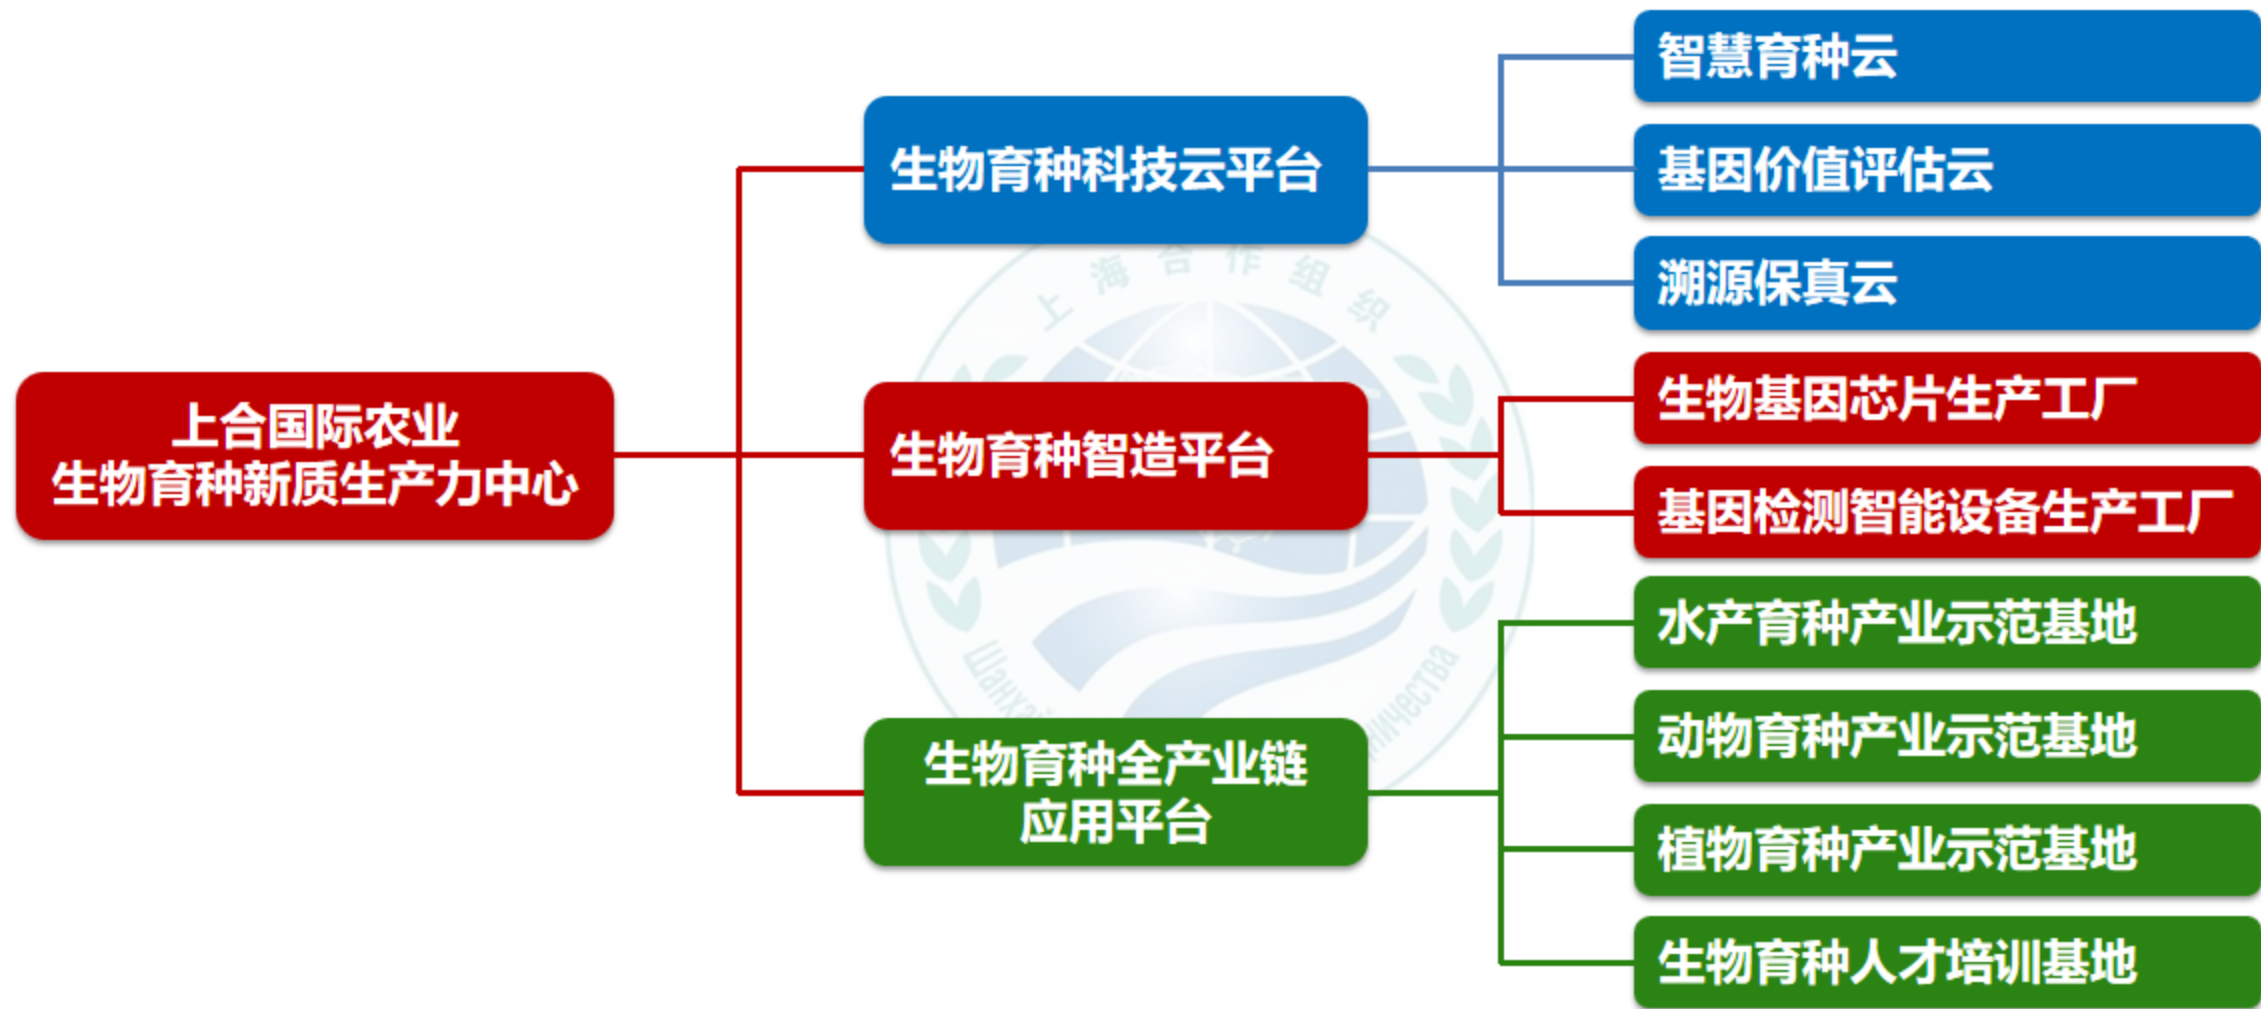 上合国际农业
生物育种新质生产力中心
生物育种科技云平台
智慧育种云
基因价值评估云
溯源保真云
生物育种智造平台
生物基因芯片生产工厂
基因检测智能设备生产工厂
生物育种全产业链
应用平台
水产育种产业示范基地
动物育种产业示范基地
植物育种产业示范基地
生物育种人才培训基地
上海合作组织